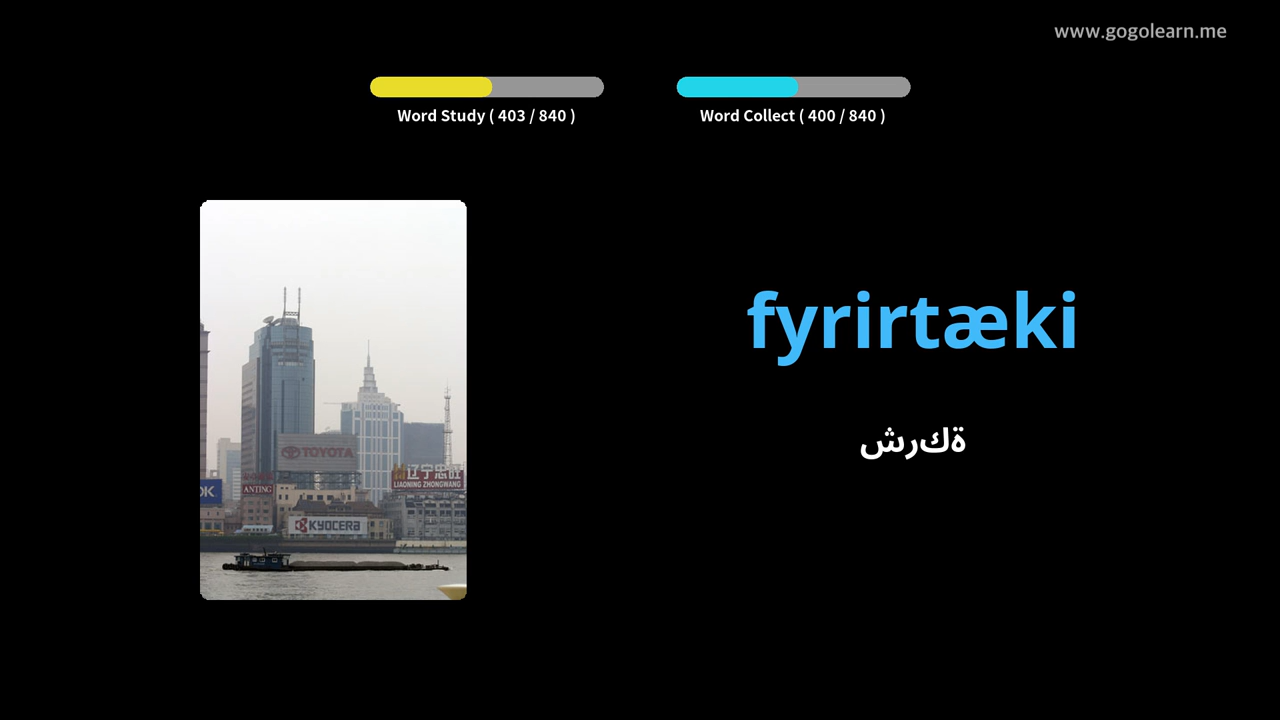 www.gogolearn.me
Word Study ( 403 / 840 )
Word Collect ( 400 / 840 )
fyrirtæki
ةكرش
TOYOTA
辽宁忠旺
LIAONING ZHONGWANG
ANTING
KYOCERA